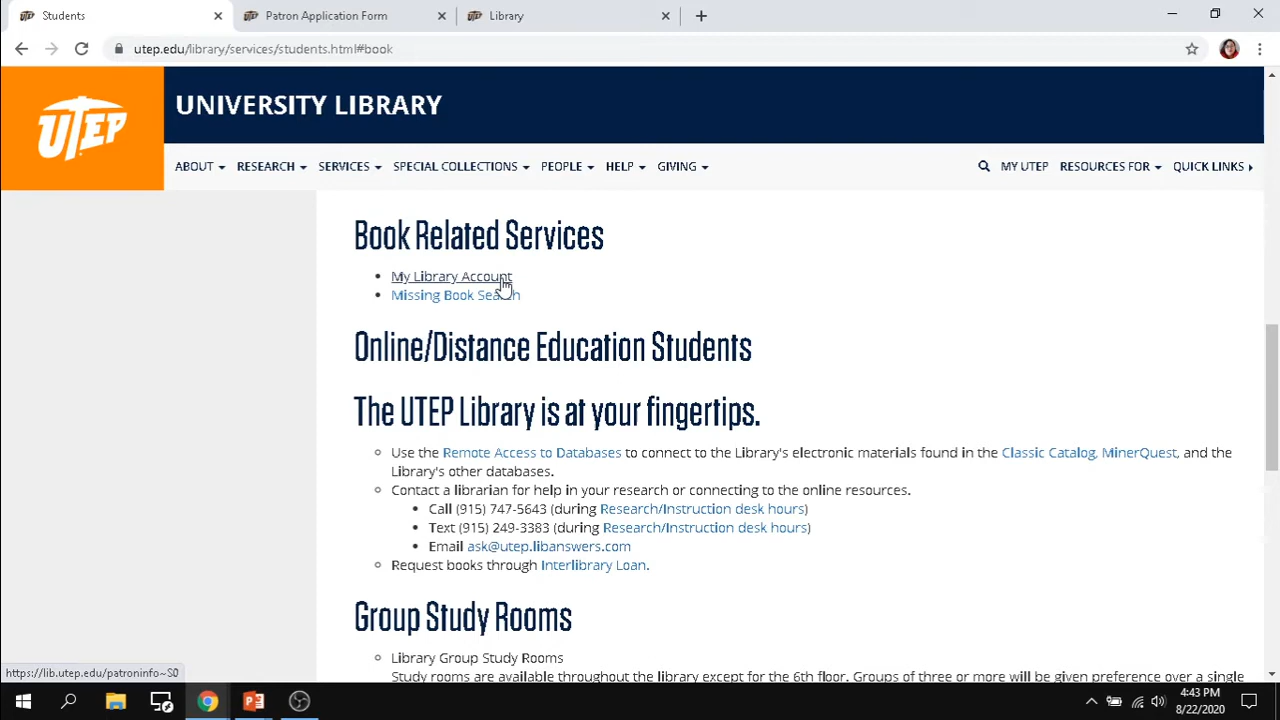 Students
Patron Application Form
Library
utep.edu/library/services/students.html#book
UTEP
UNIVERSITY LIBRARY
ABOUT RESEARCH SERVICES SPECIAL COLLECTIONS PEOPLE HELP GIVING MY UTEP RESOURCES FOR QUICK LINKS
Book Related Services
My Library Account
Missing Book Search
Online/Distance Education Students
The UTEP Library is at your fingertips.
Use the Remote Access to Databases to connect to the Library's electronic materials found in the Classic Catalog, MinerQuest, and the
Library's other databases.
Contact a librarian for help in your research or connecting to the online resources.
Call (915) 747-5643 (during Research/Instruction desk hours)
Text (915) 249-3383 (during Research/Instruction desk hours)
Email ask@utep.libanswers.com
Request books through Interlibrary Loan.
Group Study Rooms
Library Group Study Rooms
Study rooms are available throughout the library except for the 6th floor. Groups of three or more will be given preference over a single
https://lib.utep.edu/patroninfo~S0
4:43 PM
8/22/2020